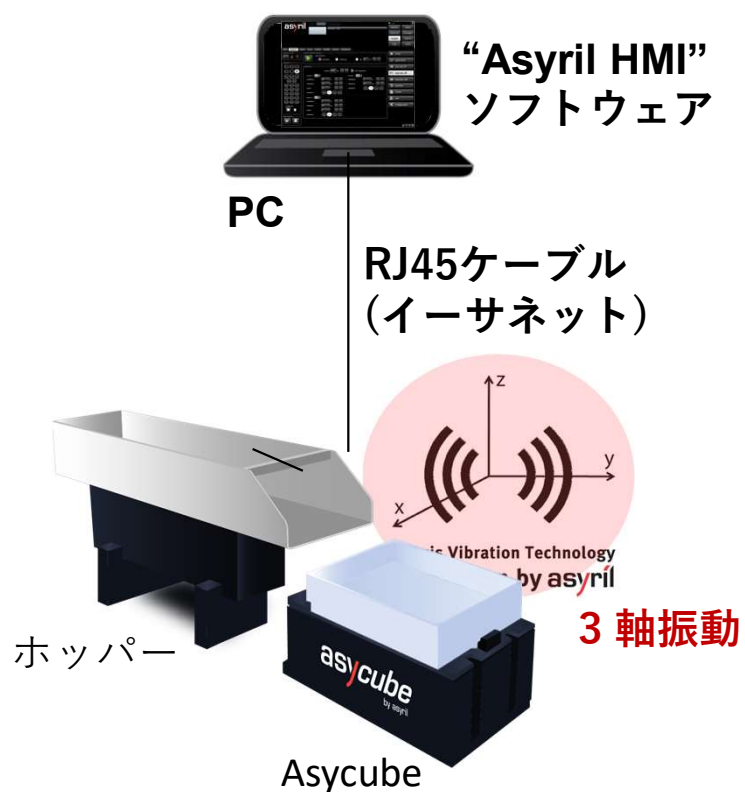 asyril
“Asyril HMI”
ソフトウェア
PC
RJ45ケーブル
(イーサネット)
z
y
x
is Vibration Technology
by asyril
3 軸振動
ホッパー
asycube
by asyril
Asycube